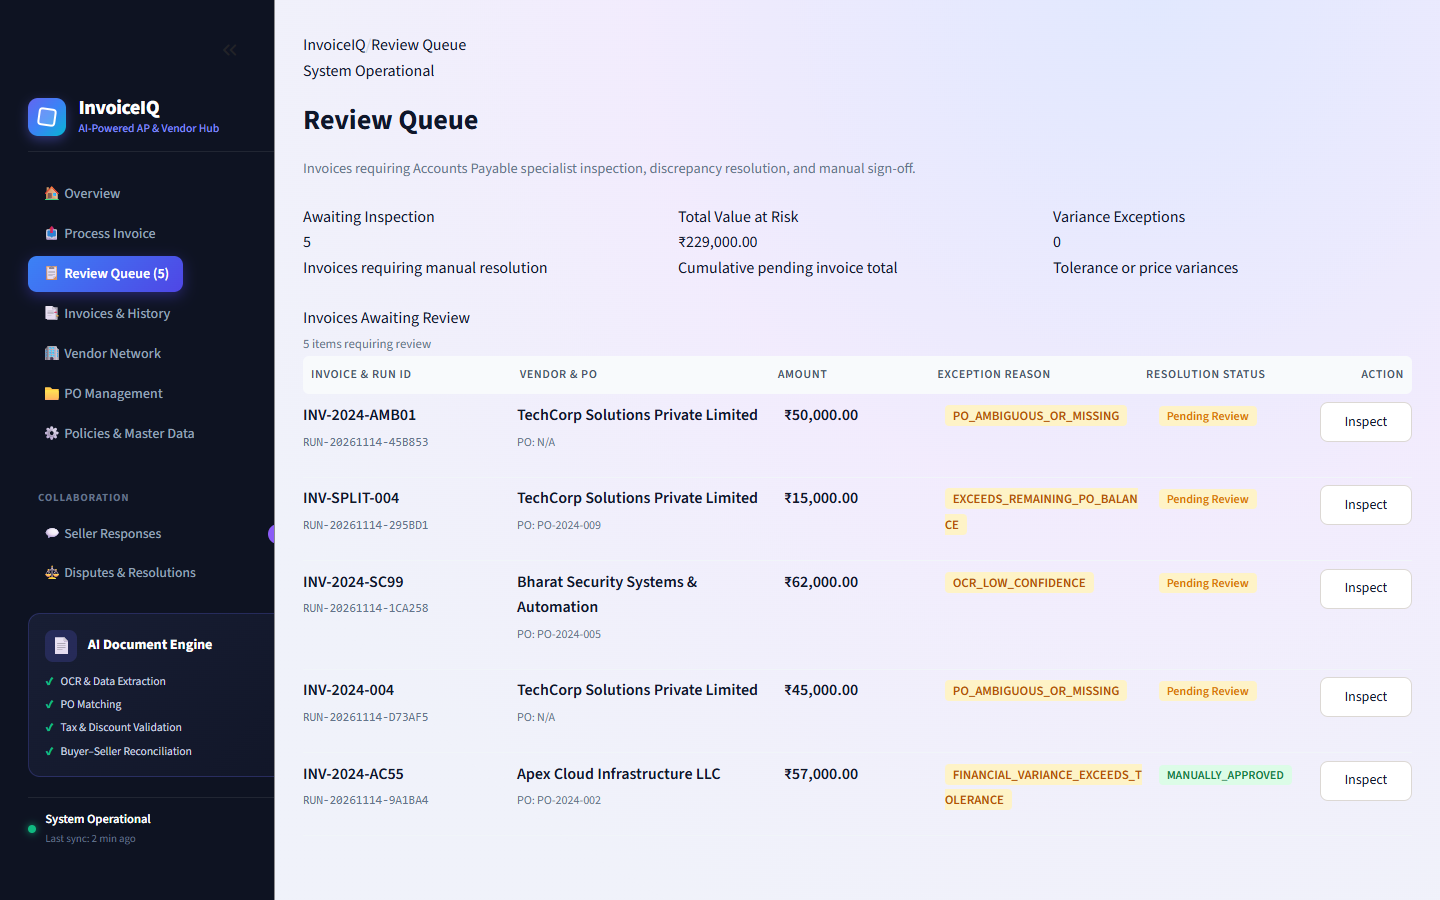 InvoiceIQ
AI-Powered AP & Vendor Hub
Overview
Process Invoice
Review Queue (5)
Invoices & History
Vendor Network
PO Management
Policies & Master Data
COLLABORATION
Seller Responses
Disputes & Resolutions
AI Document Engine
✓ OCR & Data Extraction
✓ PO Matching
✓ Tax & Discount Validation
✓ Buyer–Seller Reconciliation
System Operational
Last sync: 2 min ago
InvoiceIQ/Review Queue
System Operational
Review Queue
Invoices requiring Accounts Payable specialist inspection, discrepancy resolution, and manual sign-off.
Awaiting Inspection
5
Invoices requiring manual resolution
Total Value at Risk
₹229,000.00
Cumulative pending invoice total
Variance Exceptions
0
Tolerance or price variances
Invoices Awaiting Review
5 items requiring review
INVOICE & RUN ID VENDOR & PO AMOUNT EXCEPTION REASON RESOLUTION STATUS ACTION
INV-2024-AMB01 TechCorp Solutions Private Limited ₹50,000.00 PO_AMBIGUOUS_OR_MISSING Pending Review Inspect
RUN-20261114-45B853 PO: N/A
INV-SPLIT-004 TechCorp Solutions Private Limited ₹15,000.00 EXCEEDS_REMAINING_PO_BALAN Pending Review Inspect
RUN-20261114-295BD1 PO: PO-2024-009 CE
INV-2024-SC99 Bharat Security Systems & ₹62,000.00 OCR_LOW_CONFIDENCE Pending Review Inspect
RUN-20261114-1CA258 Automation
PO: PO-2024-005
INV-2024-004 TechCorp Solutions Private Limited ₹45,000.00 PO_AMBIGUOUS_OR_MISSING Pending Review Inspect
RUN-20261114-D73AF5 PO: N/A
INV-2024-AC55 Apex Cloud Infrastructure LLC ₹57,000.00 FINANCIAL_VARIANCE_EXCEEDS_T MANUALLY_APPROVED Inspect
RUN-20261114-9A1BA4 PO: PO-2024-002 OLERANCE